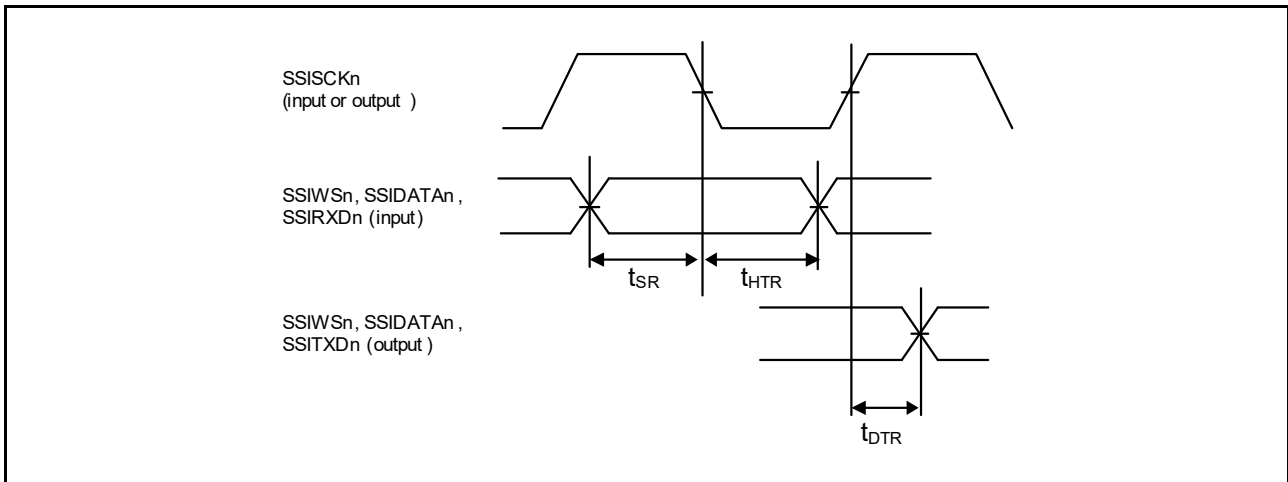 SSISCKn
(input or output )
SSIWSn, SSIDATAn ,
SSIRXDn (input)
tSR
tHTR
SSIWSn, SSIDATAn ,
SSITXDn (output )
tDTR